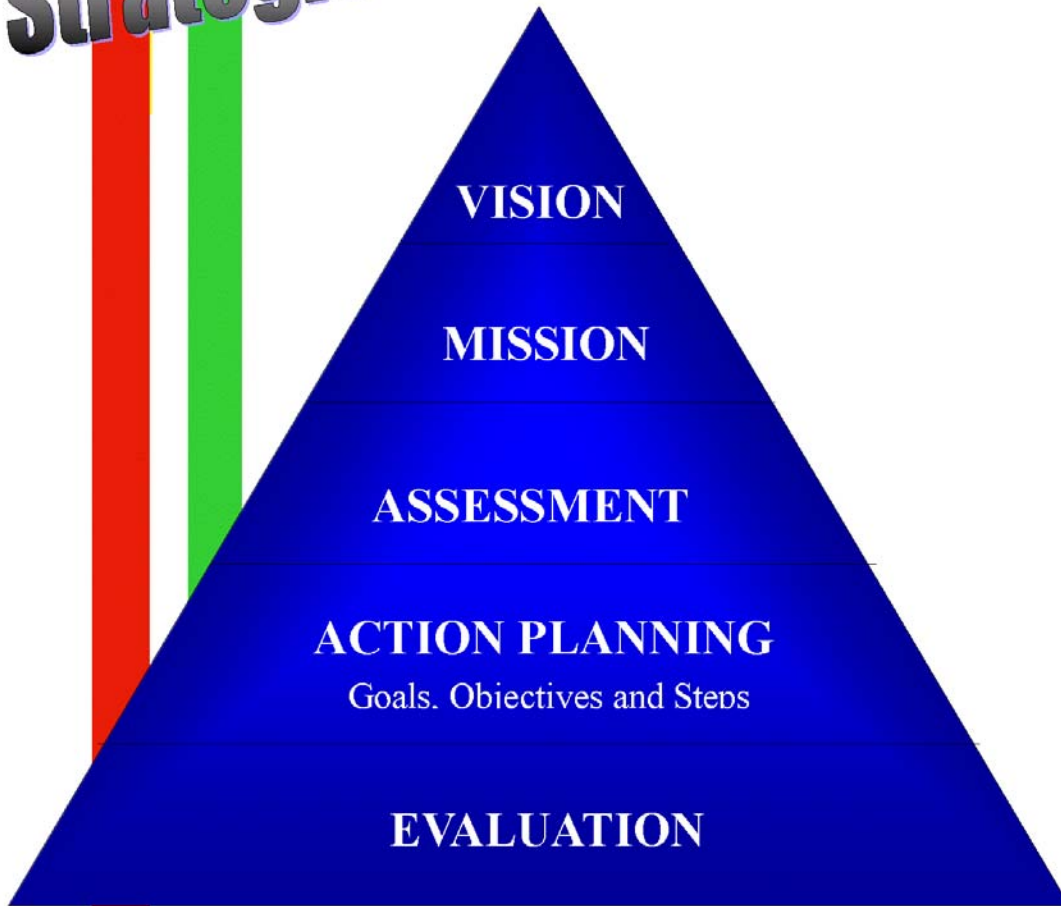 VISION
MISSION
ASSESSMENT
ACTION PLANNING
Goals, Objectives and Steps
EVALUATION